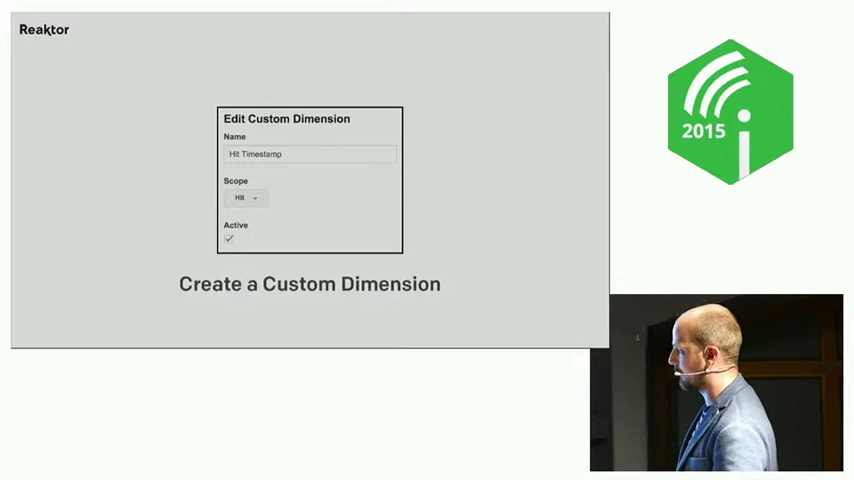 Reaktor
Edit Custom Dimension
Name
Hit Timestamp
Scope
Hit
Active
Create a Custom Dimension
2015
i